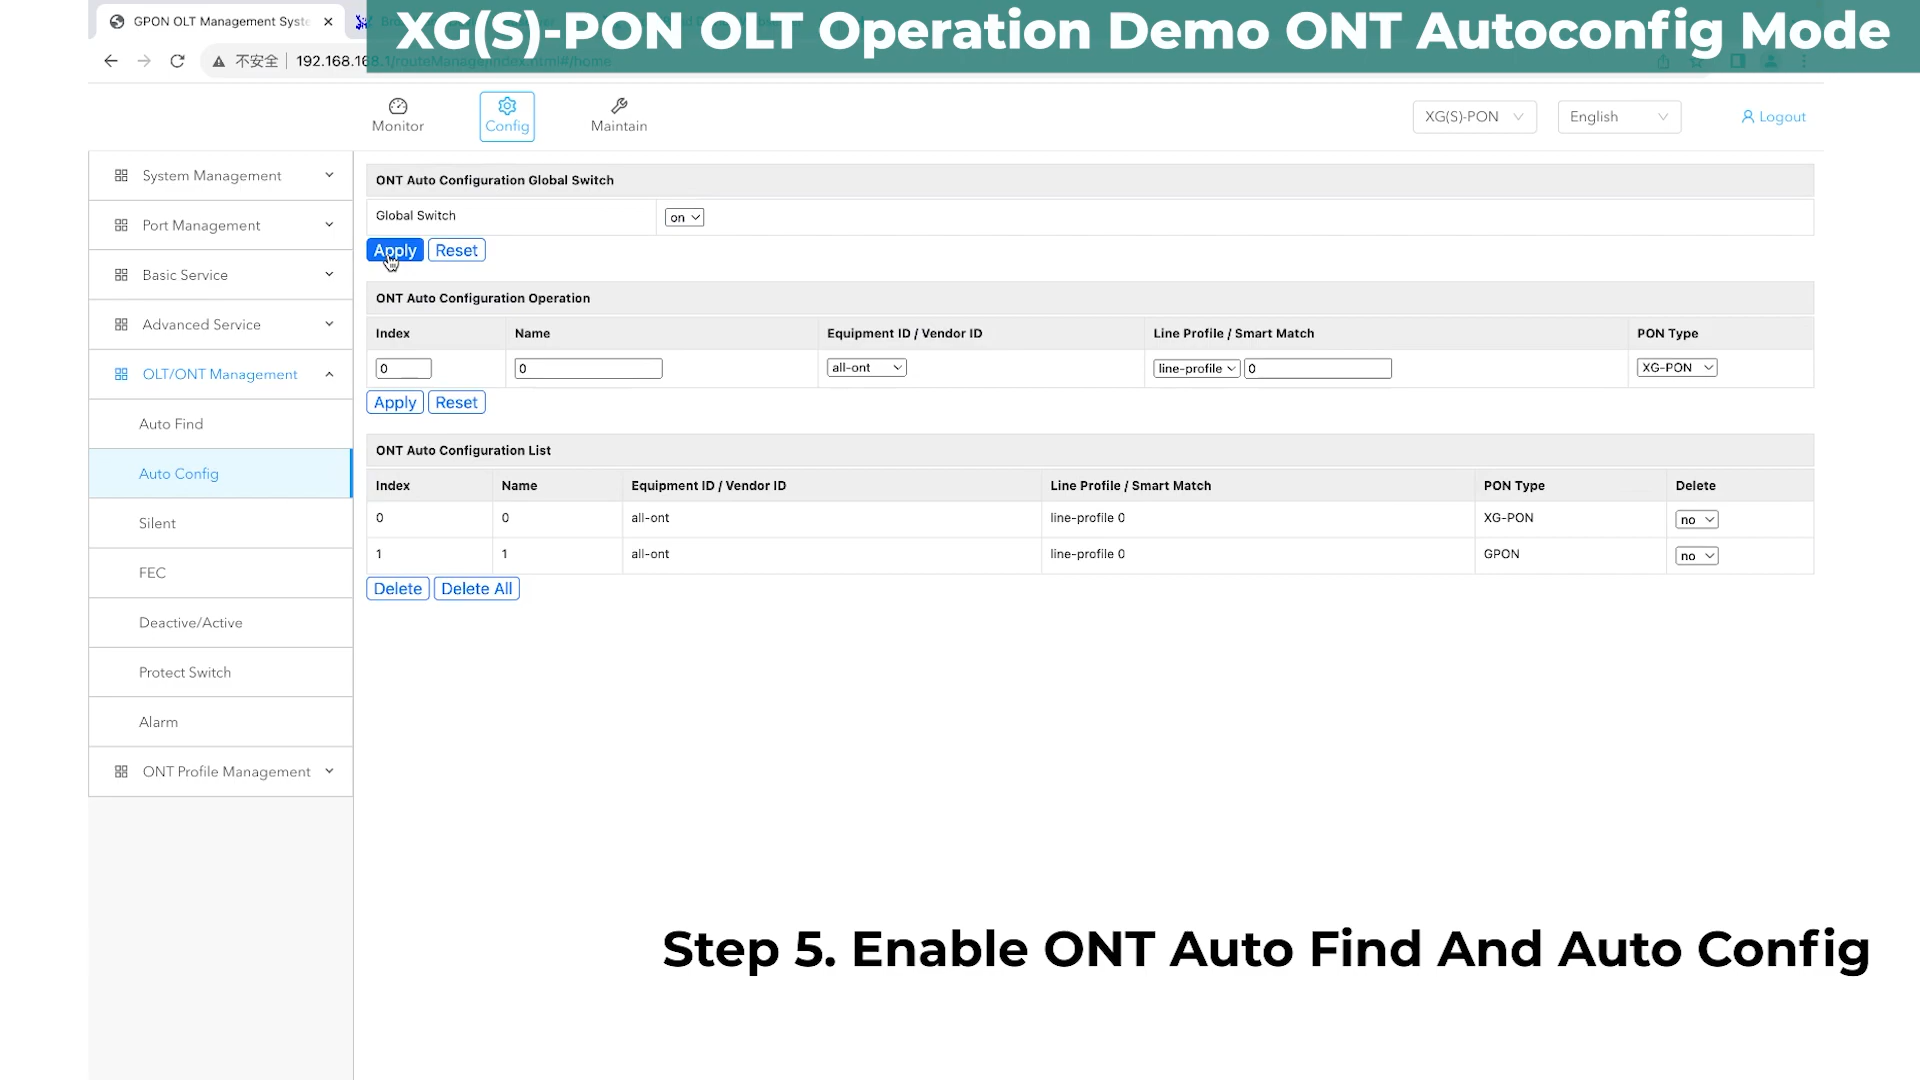 GPON OLT Management Syste
XG(S)-PON OLT Operation Demo ONT Autoconfig Mode
不安全 192.168.168.1/routeManage/index.html#/home
Monitor
Config
Maintain
XG(S)-PON
English
Logout
System Management
Port Management
Basic Service
Advanced Service
OLT/ONT Management
Auto Find
Auto Config
Silent
FEC
Deactive/Active
Protect Switch
Alarm
ONT Profile Management
ONT Auto Configuration Global Switch
Global Switch on
Apply Reset
ONT Auto Configuration Operation
Index Name Equipment ID / Vendor ID Line Profile / Smart Match PON Type
0 0 all-ont line-profile 0 XG-PON
Apply Reset
ONT Auto Configuration List
Index Name Equipment ID / Vendor ID Line Profile / Smart Match PON Type Delete
0 0 all-ont line-profile 0 XG-PON no
1 1 all-ont line-profile 0 GPON no
Delete Delete All
Step 5. Enable ONT Auto Find And Auto Config